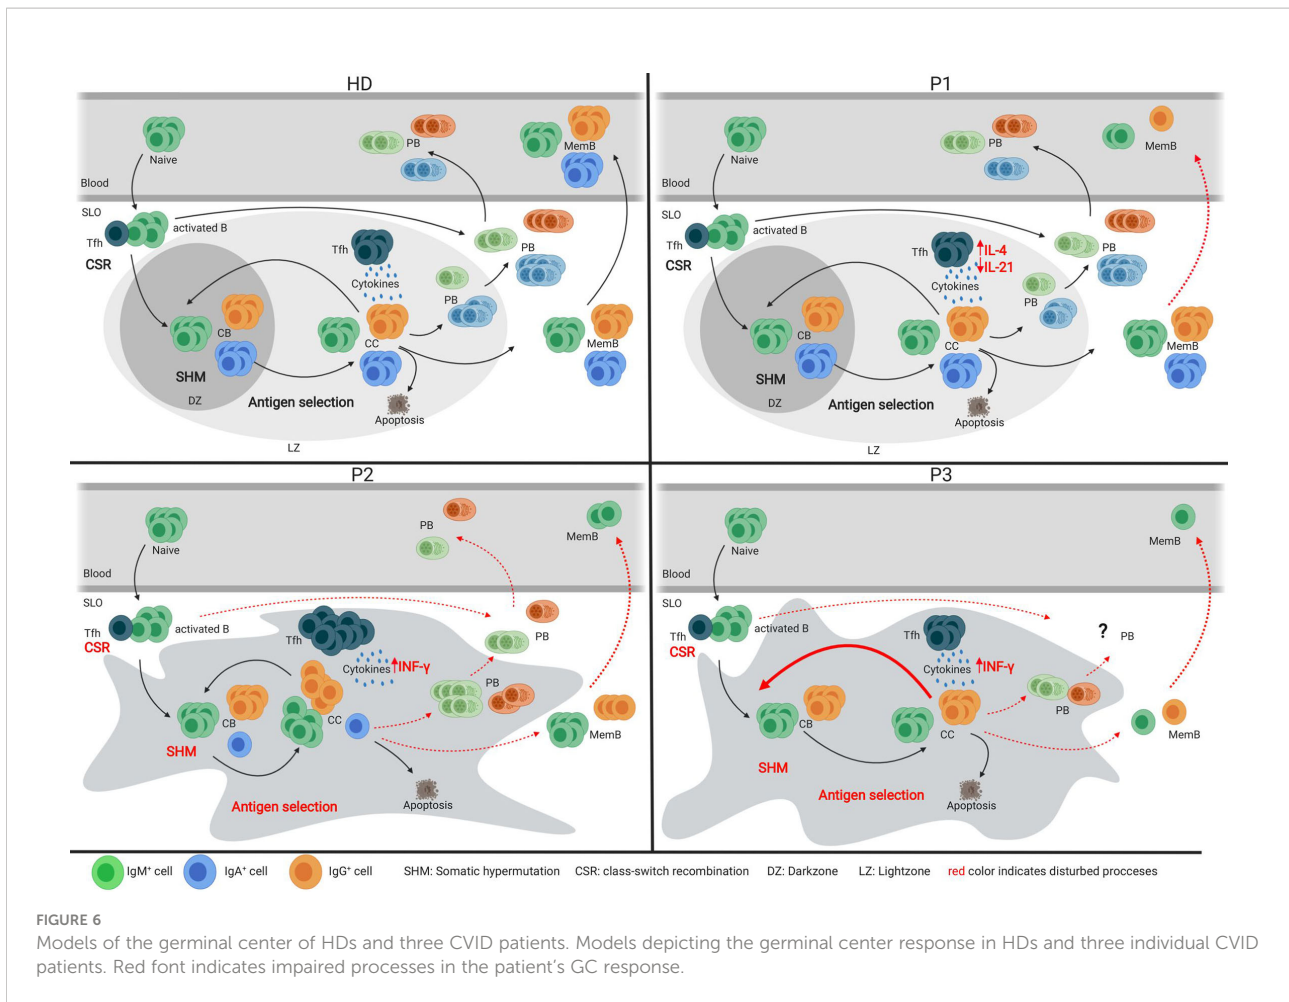 HD
Naive
PB
MemB
Blood
SLO
Tfh
activated B
CSR
Tfh
Cytokines
PB
PB
CB
CC
MemB
SHM
DZ
Antigen selection
Apoptosis
LZ
P1
Naive
PB
MemB
Blood
SLO
Tfh
activated B
CSR
Tfh
IL-4
IL-21
Cytokines
PB
PB
CB
CC
MemB
SHM
DZ
Antigen selection
Apoptosis
LZ
P2
Naive
PB
MemB
Blood
SLO
Tfh
activated B
CSR
Tfh
Cytokines
INF-γ
PB
PB
CB
CC
MemB
SHM
Antigen selection
Apoptosis
P3
Naive
MemB
Blood
SLO
Tfh
activated B
CSR
Tfh
Cytokines
INF-γ
? PB
PB
CB
CC
MemB
SHM
Antigen selection
Apoptosis
IgM⁺ cell IgA⁺ cell IgG⁺ cell SHM: Somatic hypermutation CSR: class-switch recombination DZ: Darkzone LZ: Lightzone red color indicates disturbed procceses
FIGURE 6
Models of the germinal center of HDs and three CVID patients. Models depicting the germinal center response in HDs and three individual CVID
patients. Red font indicates impaired processes in the patient's GC response.